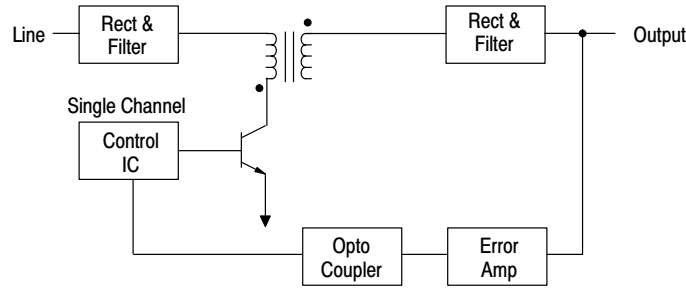 Line
Rect &
Filter
Rect &
Filter
Output
Single Channel
Control
IC
Opto
Coupler
Error
Amp